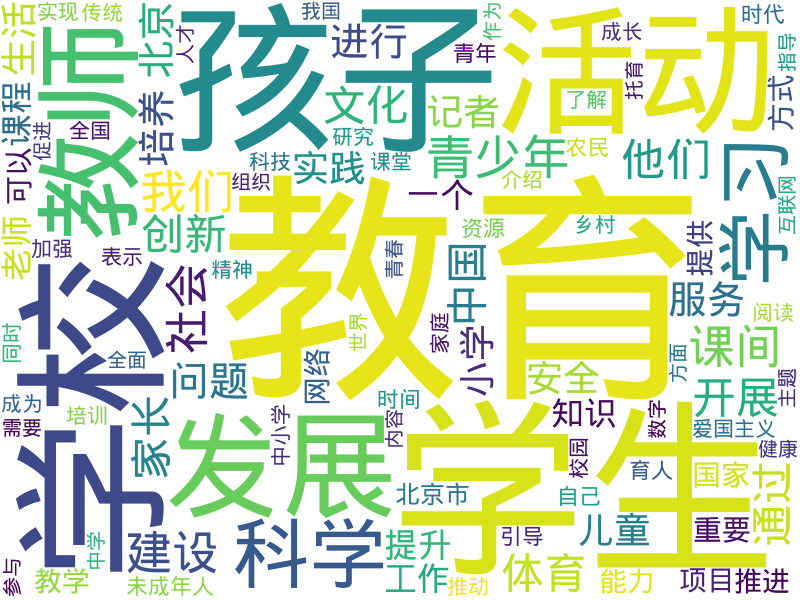 实现
传统
我国
作为
成长
时代
生活
教师
北京
人才
孩子
进行
青年
活动
指导
课程
促进
全国
培养
文化
记者
了解
托育
方式
可以
科技
研究
实践
课堂
青少年
农民
他们
学习
互联网
老师
加强
表示
我们
组织
创新
精神
一个
介绍
资源
乡村
提供
教育
青春
中国
服务
阅读
同时
学校
社会
全面
问题
网络
世界
家庭
小学
安全
课间
方面
主题
成为
需要
培训
家长
发展
中小学
时间
内容
学生
知识
校园
数字
开展
爱国主义
健康
参与
中学
教学
建设
未成年人
科学
提升
工作
北京市
推动
引导
体育
自己
儿童
育人
能力
国家
重要
项目
推进
通过